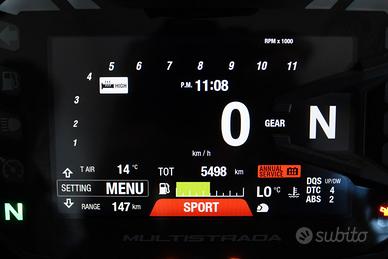 RPM x 1000
1 2 3 4 5 6 7 8 9 10 11
HIGH
P.M. 11:08
0 GEAR N
km / h
T AIR 14 °C
TOT 5498 km
ANNUAL SERVICE
SETTING MENU
LO °C
DQS UP/DW
DTC 4
ABS 2
RANGE 147 km
SPORT
N
MULTISTRADA
subito